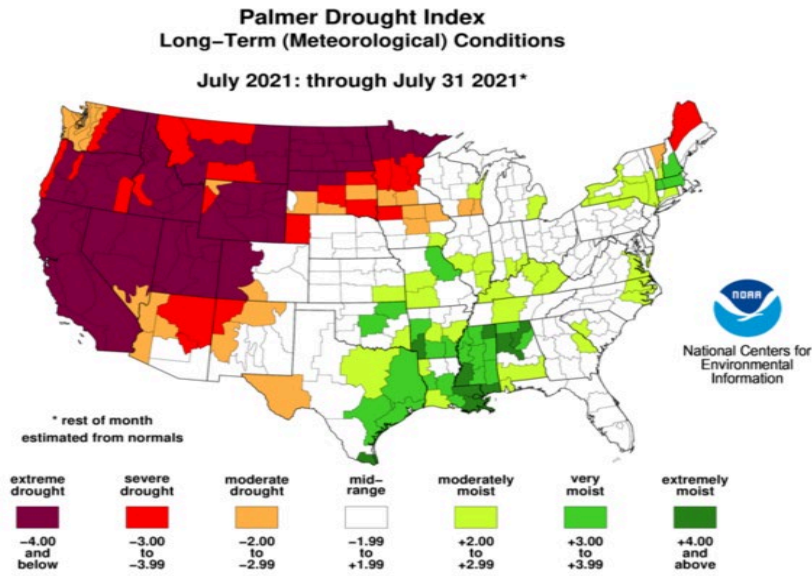 Palmer Drought Index
Long–Term (Meteorological) Conditions
July 2021: through July 31 2021*
NOAA
National Centers for
Environmental
Information
* rest of month
estimated from normals
extreme drought
severe drought
moderate drought
mid–range
moderately moist
very moist
extremely moist
–4.00 and below
–3.00 to –3.99
–2.00 to –2.99
–1.99 to +1.99
+2.00 to +2.99
+3.00 to +3.99
+4.00 and above